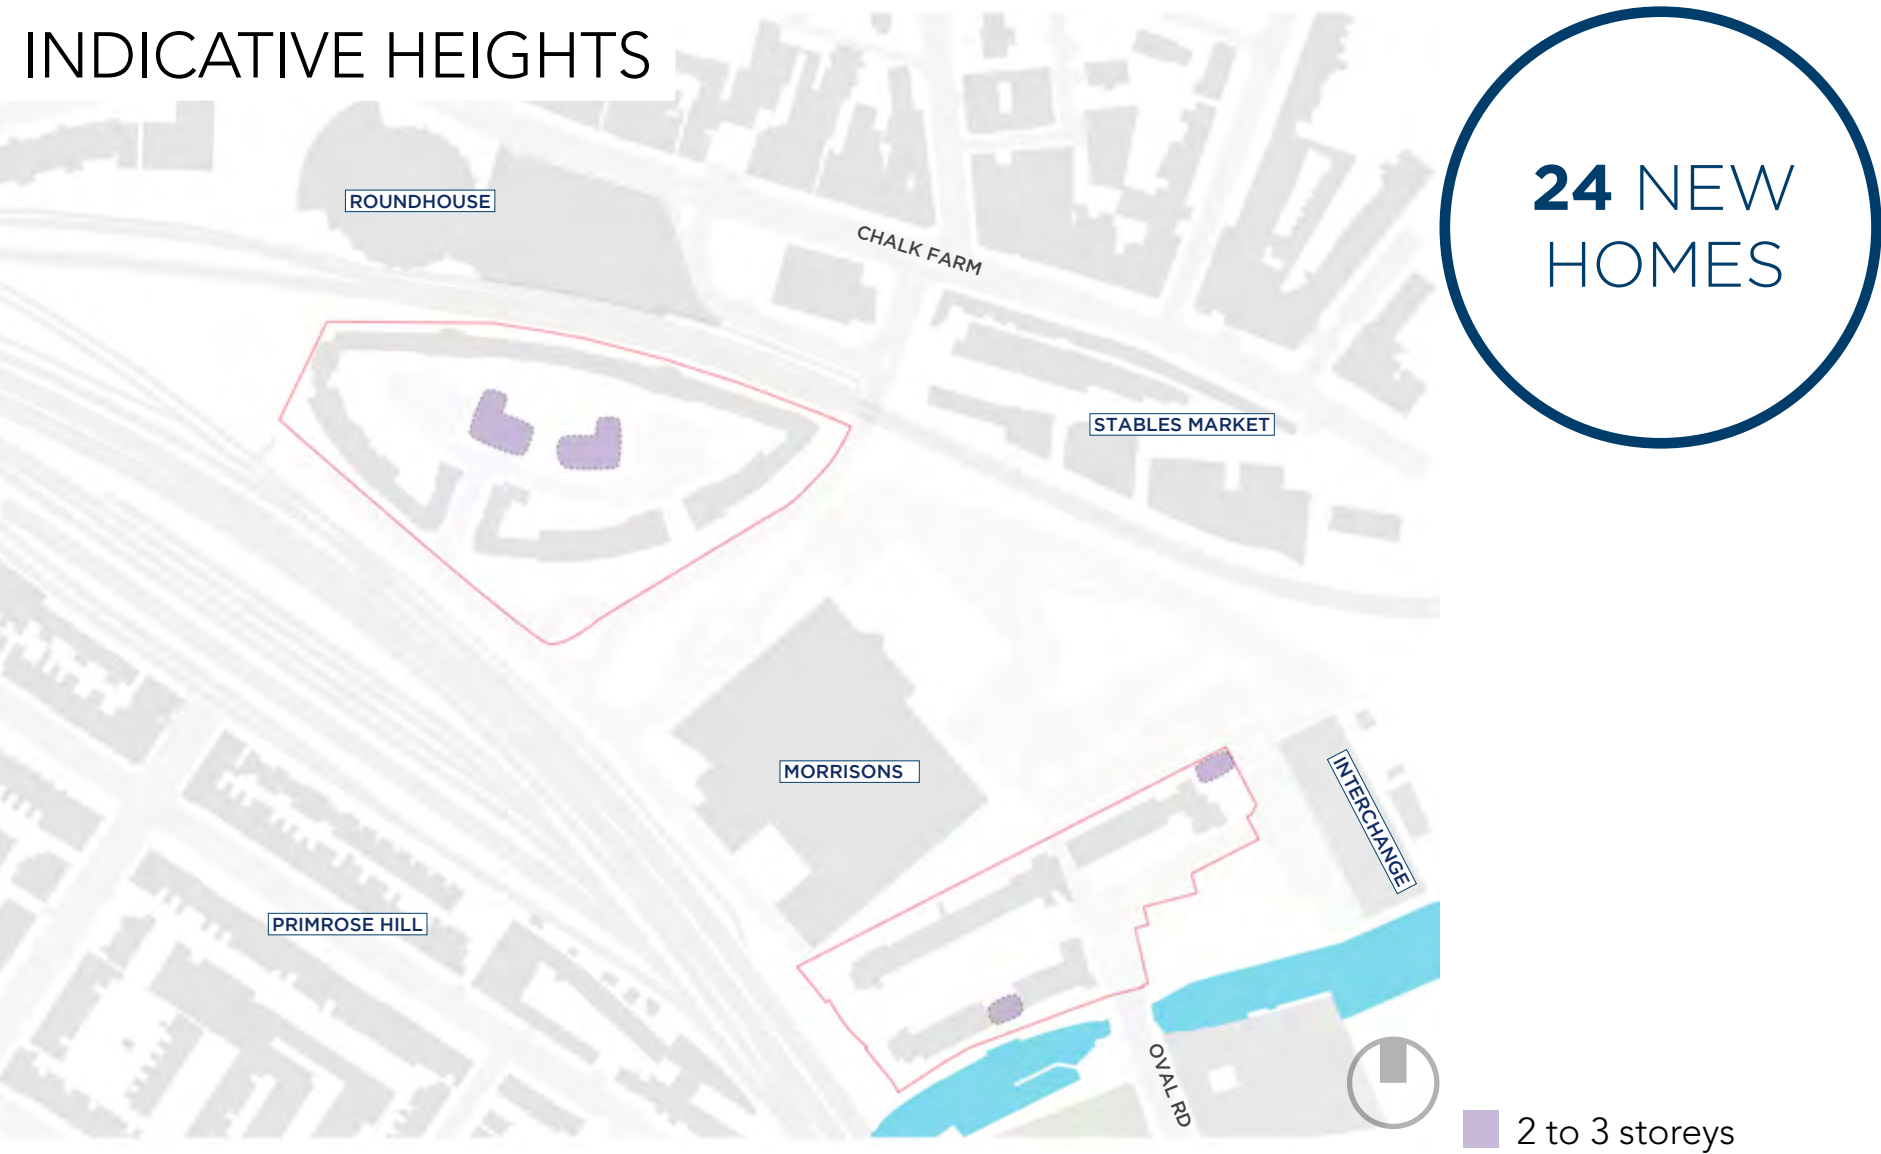 INDICATIVE HEIGHTS
24 NEW
HOMES
ROUNDHOUSE
CHALK FARM
STABLES MARKET
MORRISONS
INTERCHANGE
PRIMROSE HILL
OVAL RD
2 to 3 storeys